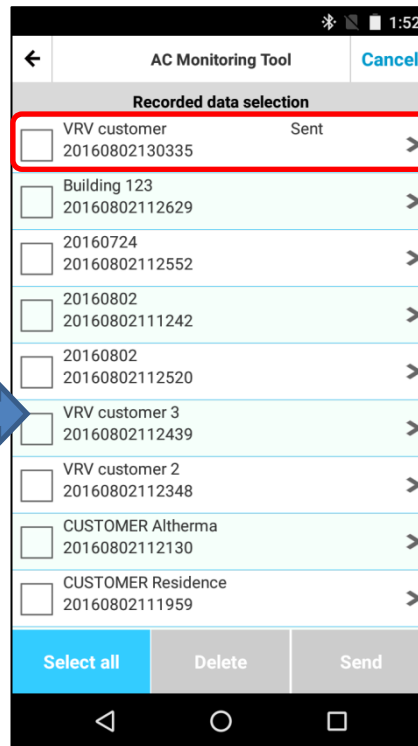 1:52
AC Monitoring Tool
Cancel
Recorded data selection
VRV customer Sent
20160802130335
Building 123
20160802112629
20160724
20160802112552
20160802
20160802111242
20160802
20160802112520
VRV customer 3
20160802112439
VRV customer 2
20160802112348
CUSTOMER Altherma
20160802112130
CUSTOMER Residence
20160802111959
Select all Delete Send